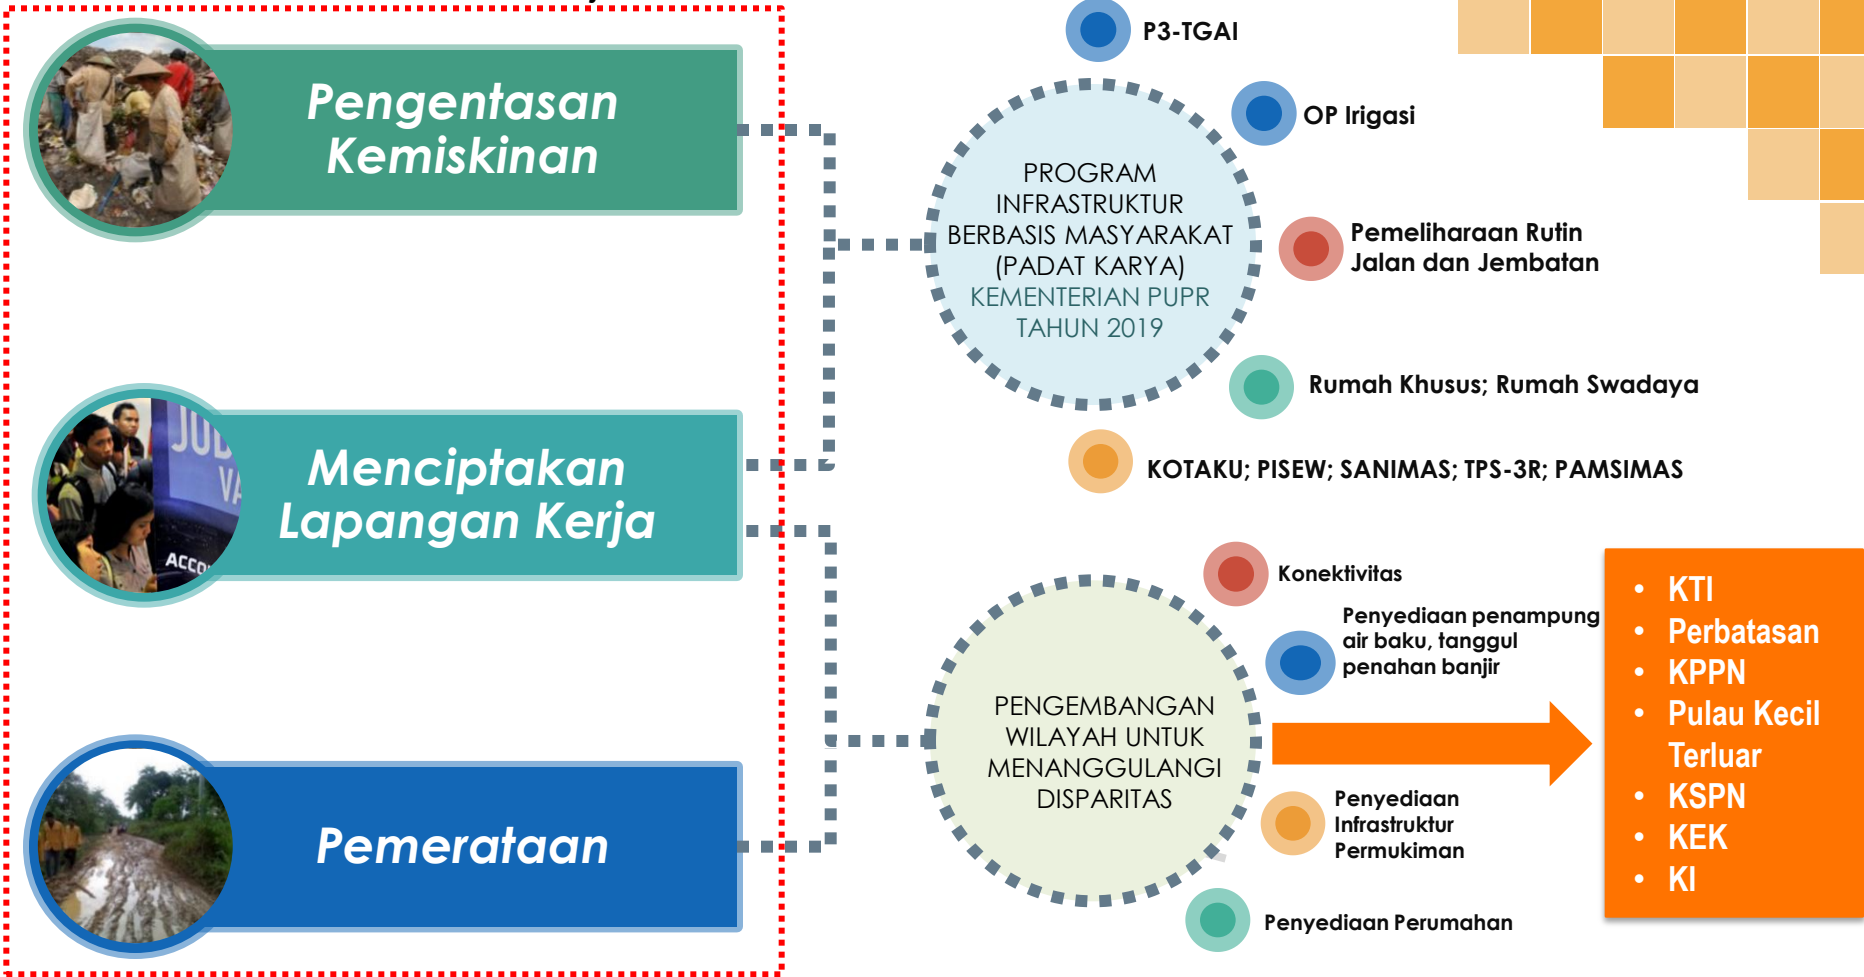 Pengentasan
Kemiskinan
Menciptakan
Lapangan Kerja
Pemerataan
PROGRAM
INFRASTRUKTUR
BERBASIS MASYARAKAT
(PADAT KARYA)
KEMENTERIAN PUPR
TAHUN 2019
P3-TGAI
OP Irigasi
Pemeliharaan Rutin
Jalan dan Jembatan
Rumah Khusus; Rumah Swadaya
KOTAKU; PISEW; SANIMAS; TPS-3R; PAMSIMAS
PENGEMBANGAN
WILAYAH UNTUK
MENANGGULANGI
DISPARITAS
Konektivitas
Penyediaan penampung
air baku, tanggul
penahan banjir
Penyediaan
Infrastruktur
Permukiman
Penyediaan Perumahan
• KTI
• Perbatasan
• KPPN
• Pulau Kecil
Terluar
• KSPN
• KEK
• KI